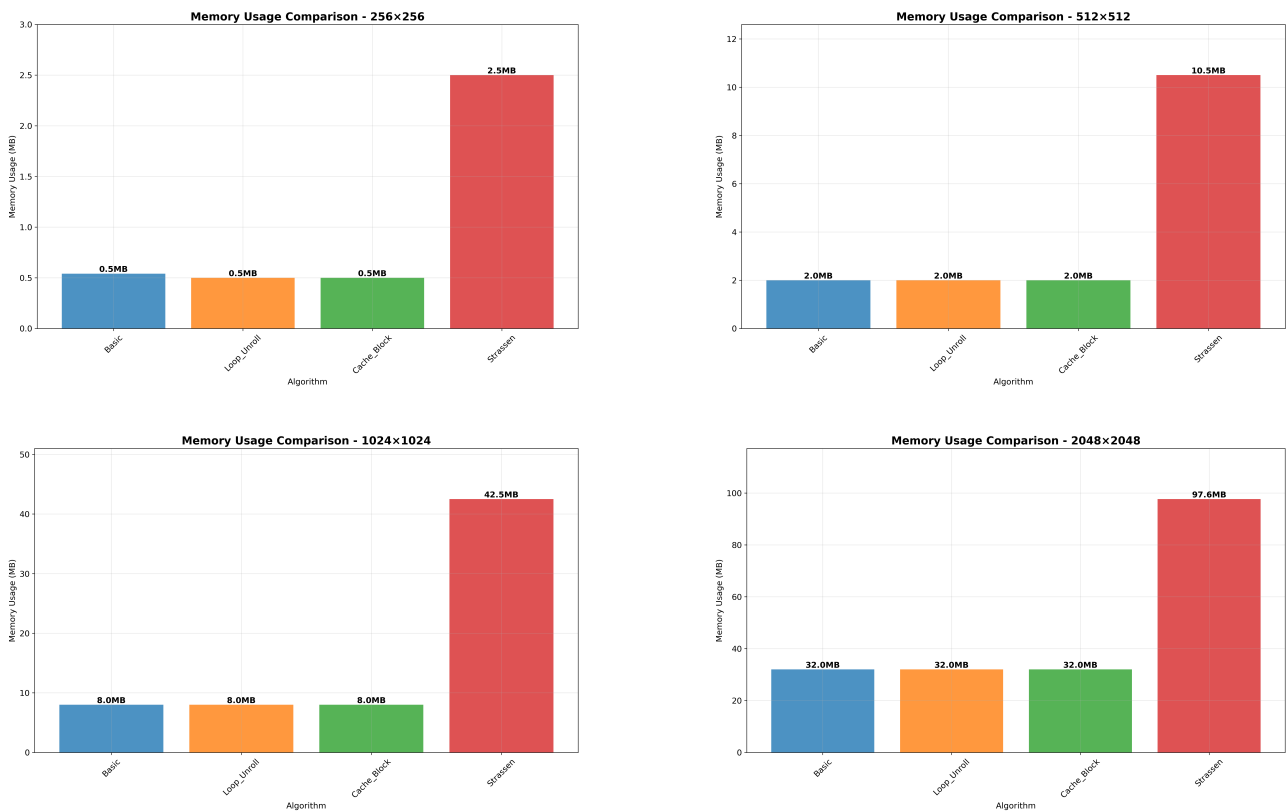 Memory Usage Comparison - 256×256
3.0
2.5
2.0
1.5
1.0
0.5
0.0
Memory Usage (MB)
0.5MB
0.5MB
0.5MB
2.5MB
Basic
Loop_Unroll
Cache_Block
Strassen
Algorithm
Memory Usage Comparison - 512×512
12
10
8
6
4
2
0
Memory Usage (MB)
2.0MB
2.0MB
2.0MB
10.5MB
Basic
Loop_Unroll
Cache_Block
Strassen
Algorithm
Memory Usage Comparison - 1024×1024
50
40
30
20
10
0
Memory Usage (MB)
8.0MB
8.0MB
8.0MB
42.5MB
Basic
Loop_Unroll
Cache_Block
Strassen
Algorithm
Memory Usage Comparison - 2048×2048
100
80
60
40
20
0
Memory Usage (MB)
32.0MB
32.0MB
32.0MB
97.6MB
Basic
Loop_Unroll
Cache_Block
Strassen
Algorithm